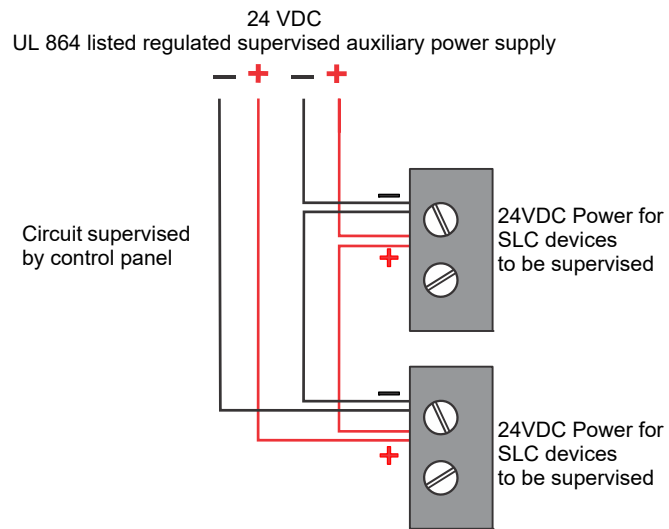 24 VDC
UL 864 listed regulated supervised auxiliary power supply
− + − +
−
Circuit supervised
by control panel
24VDC Power for
SLC devices
to be supervised
+
−
24VDC Power for
SLC devices
to be supervised
+